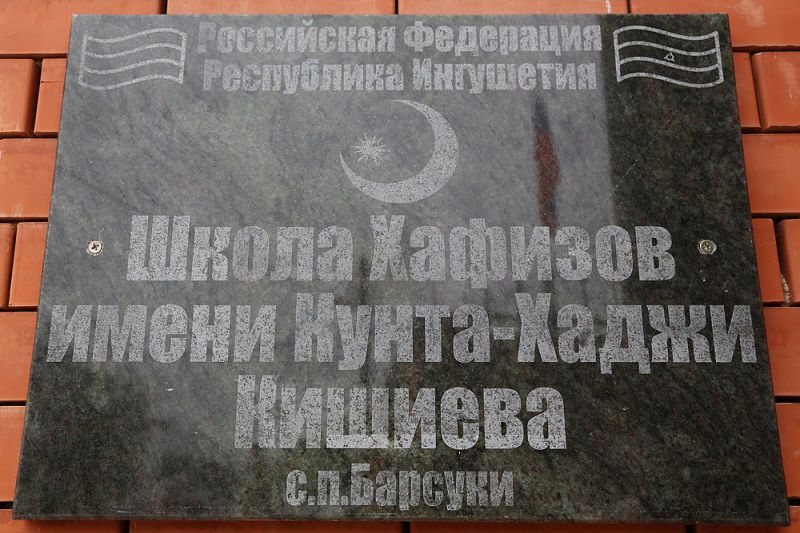 Российская Федерация
Республика Ингушетия
Школа Хафизов
имени Кунта-Хаджи
Кишиева
с.п.Барсуки